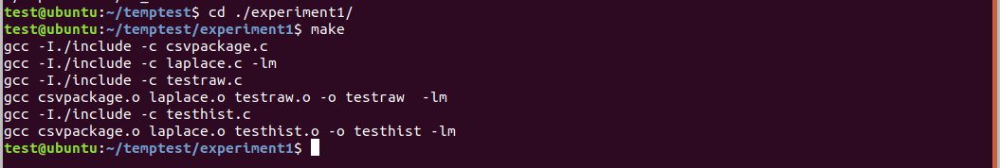 test@ubuntu:~/temptest$ cd ./experiment1/
test@ubuntu:~/temptest/experiment1$ make
gcc -I./include -c csvpackage.c
gcc -I./include -c laplace.c -lm
gcc -I./include -c testraw.c
gcc csvpackage.o laplace.o testraw.o -o testraw  -lm
gcc -I./include -c testhist.c
gcc csvpackage.o laplace.o testhist.o -o testhist -lm
test@ubuntu:~/temptest/experiment1$